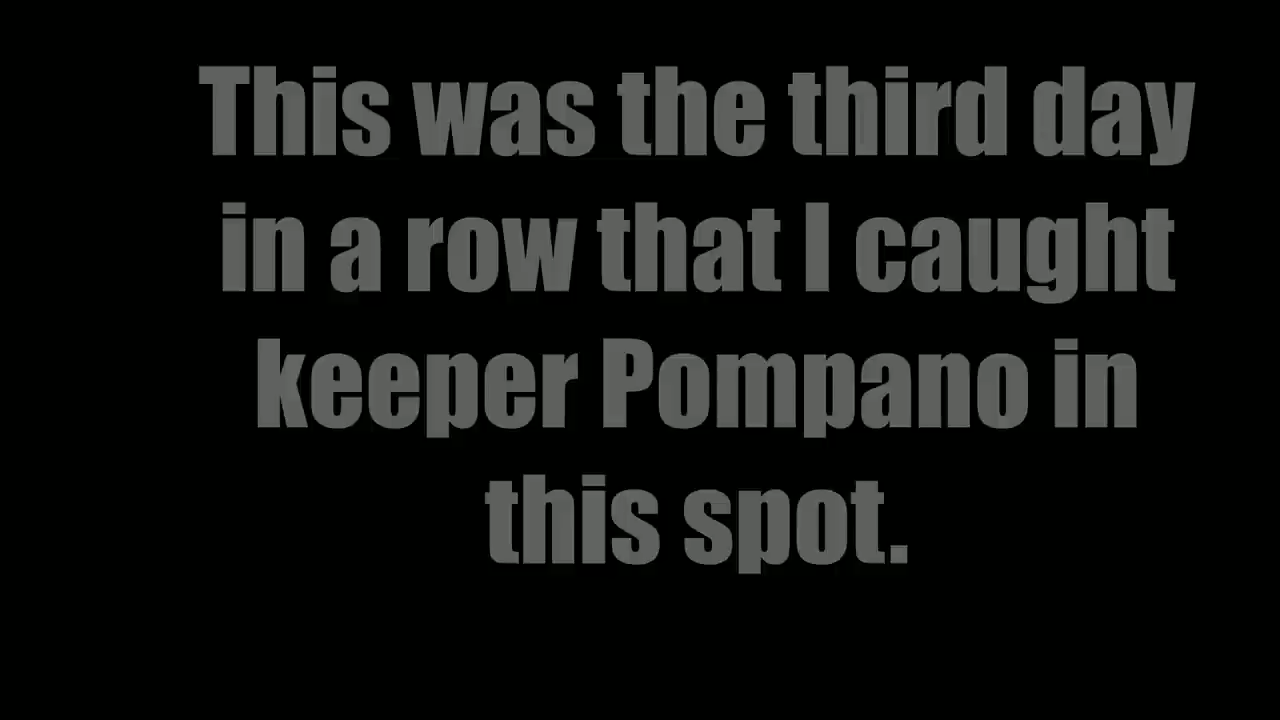 This was the third day
in a row that I caught
keeper Pompano in
this spot.